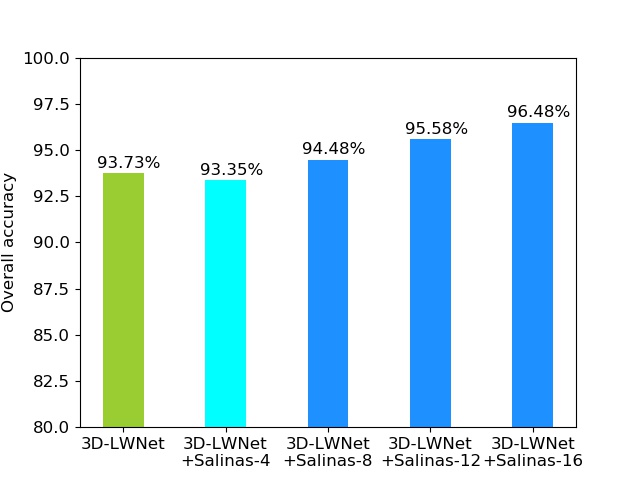 100.0
97.5
95.0
92.5
90.0
87.5
85.0
82.5
80.0
Overall accuracy
93.73%
93.35%
94.48%
95.58%
96.48%
3D-LWNet
3D-LWNet
+Salinas-4
3D-LWNet
+Salinas-8
3D-LWNet
+Salinas-12
3D-LWNet
+Salinas-16